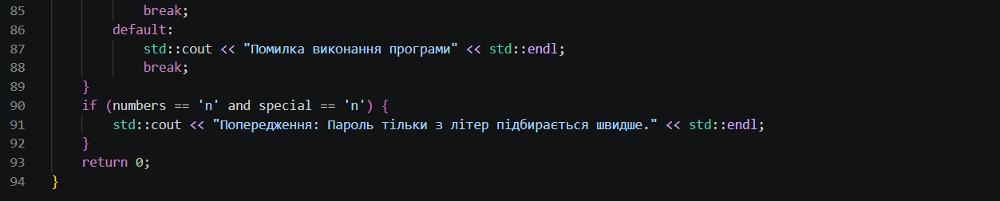 85 break;
86 default:
87 std::cout << "Помилка виконання програми" << std::endl;
88 break;
89 }
90 if (numbers == 'n' and special == 'n') {
91 std::cout << "Попередження: Пароль тільки з літер підбирається швидше." << std::endl;
92 }
93 return 0;
94 }